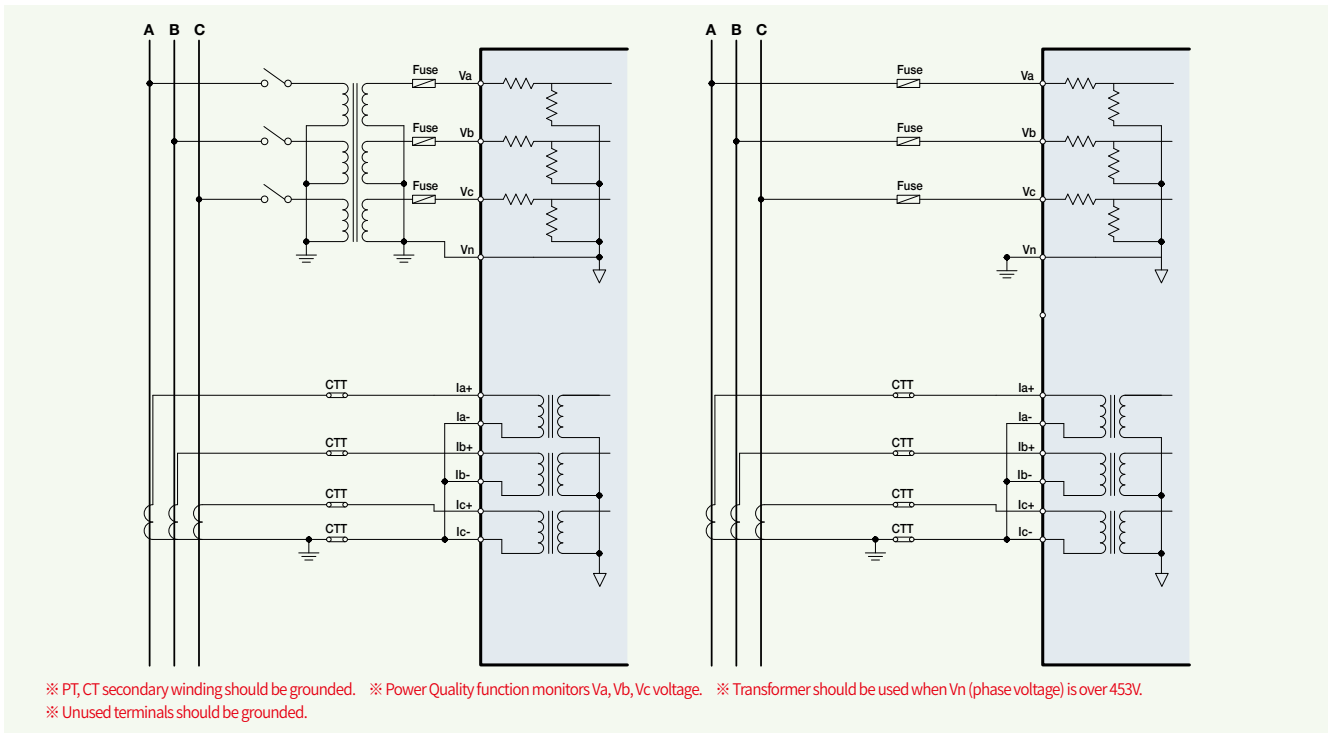 A B C
Fuse Va
Fuse Vb
Fuse Vc
Vn
CTT Ia+
Ia-
CTT Ib+
Ib-
CTT Ic+
CTT Ic-
A B C
Fuse Va
Fuse Vb
Fuse Vc
Vn
CTT Ia+
Ia-
CTT Ib+
Ib-
CTT Ic+
CTT Ic-
※ PT, CT secondary winding should be grounded. ※ Power Quality function monitors Va, Vb, Vc voltage. ※ Transformer should be used when Vn (phase voltage) is over 453V.
※ Unused terminals should be grounded.